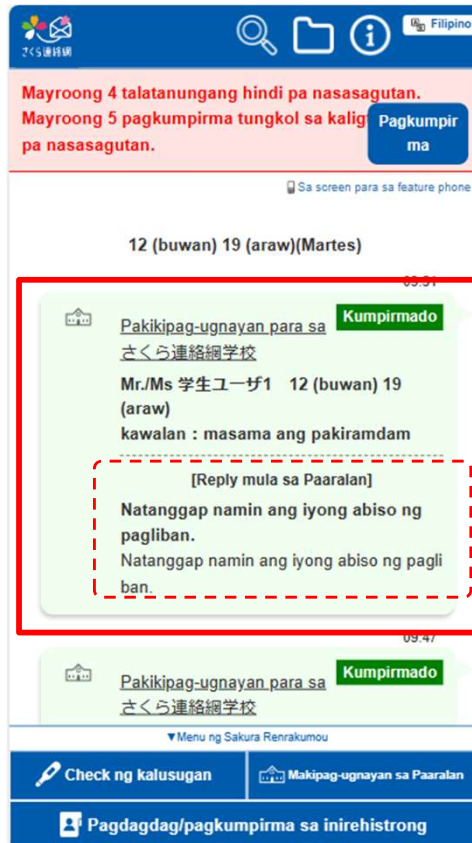 さくら連絡網
Filipino
Mayroong 4 talatanungang hindi pa nasasagutan.
Mayroong 5 pagkumpirma tungkol sa kalig
pa nasasagutan.
Pagkumpir
ma
Sa screen para sa feature phone
12 (buwan) 19 (araw)(Martes)
09:51
Kumpirmado
Pakikipag-ugnayan para sa
さくら連絡網学校
Mr./Ms 学生ユーザ1 12 (buwan) 19
(araw)
kawalan : masama ang pakiramdam
[Reply mula sa Paaralan]
Natanggap namin ang iyong abiso ng
pagliban.
Natanggap namin ang iyong abiso ng pagli
ban.
09:47
Kumpirmado
Pakikipag-ugnayan para sa
さくら連絡網学校
▼Menu ng Sakura Renrakumou
Check ng kalusugan
Makipag-ugnayan sa Paaralan
Pagdagdag/pagkumpirma sa inirehistrong